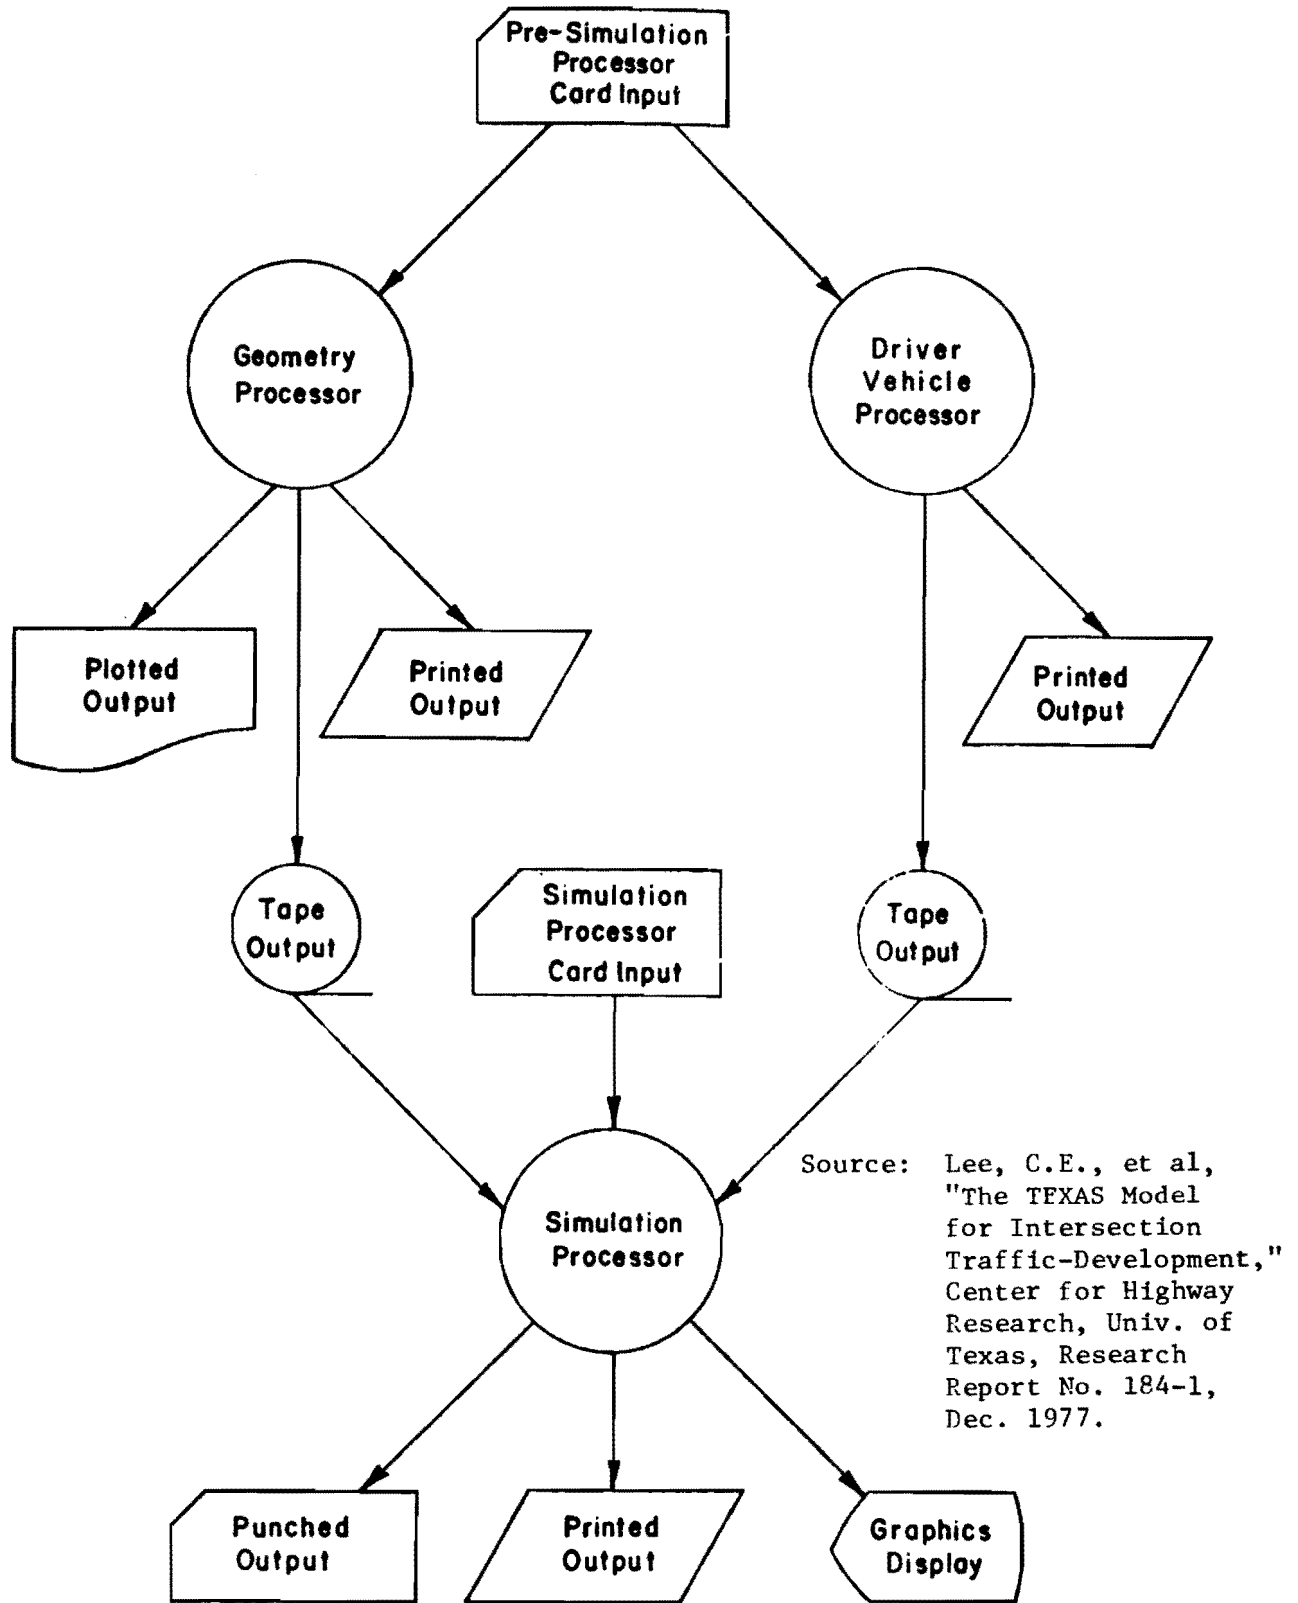 Pre-Simulation
Processor
Card Input
Geometry
Processor
Driver
Vehicle
Processor
Plotted
Output
Printed
Output
Printed
Output
Tape
Output
Simulation
Processor
Card Input
Tape
Output
Simulation
Processor
Source: Lee, C.E., et al,
"The TEXAS Model
for Intersection
Traffic-Development,"
Center for Highway
Research, Univ. of
Texas, Research
Report No. 184-1,
Dec. 1977.
Punched
Output
Printed
Output
Graphics
Display